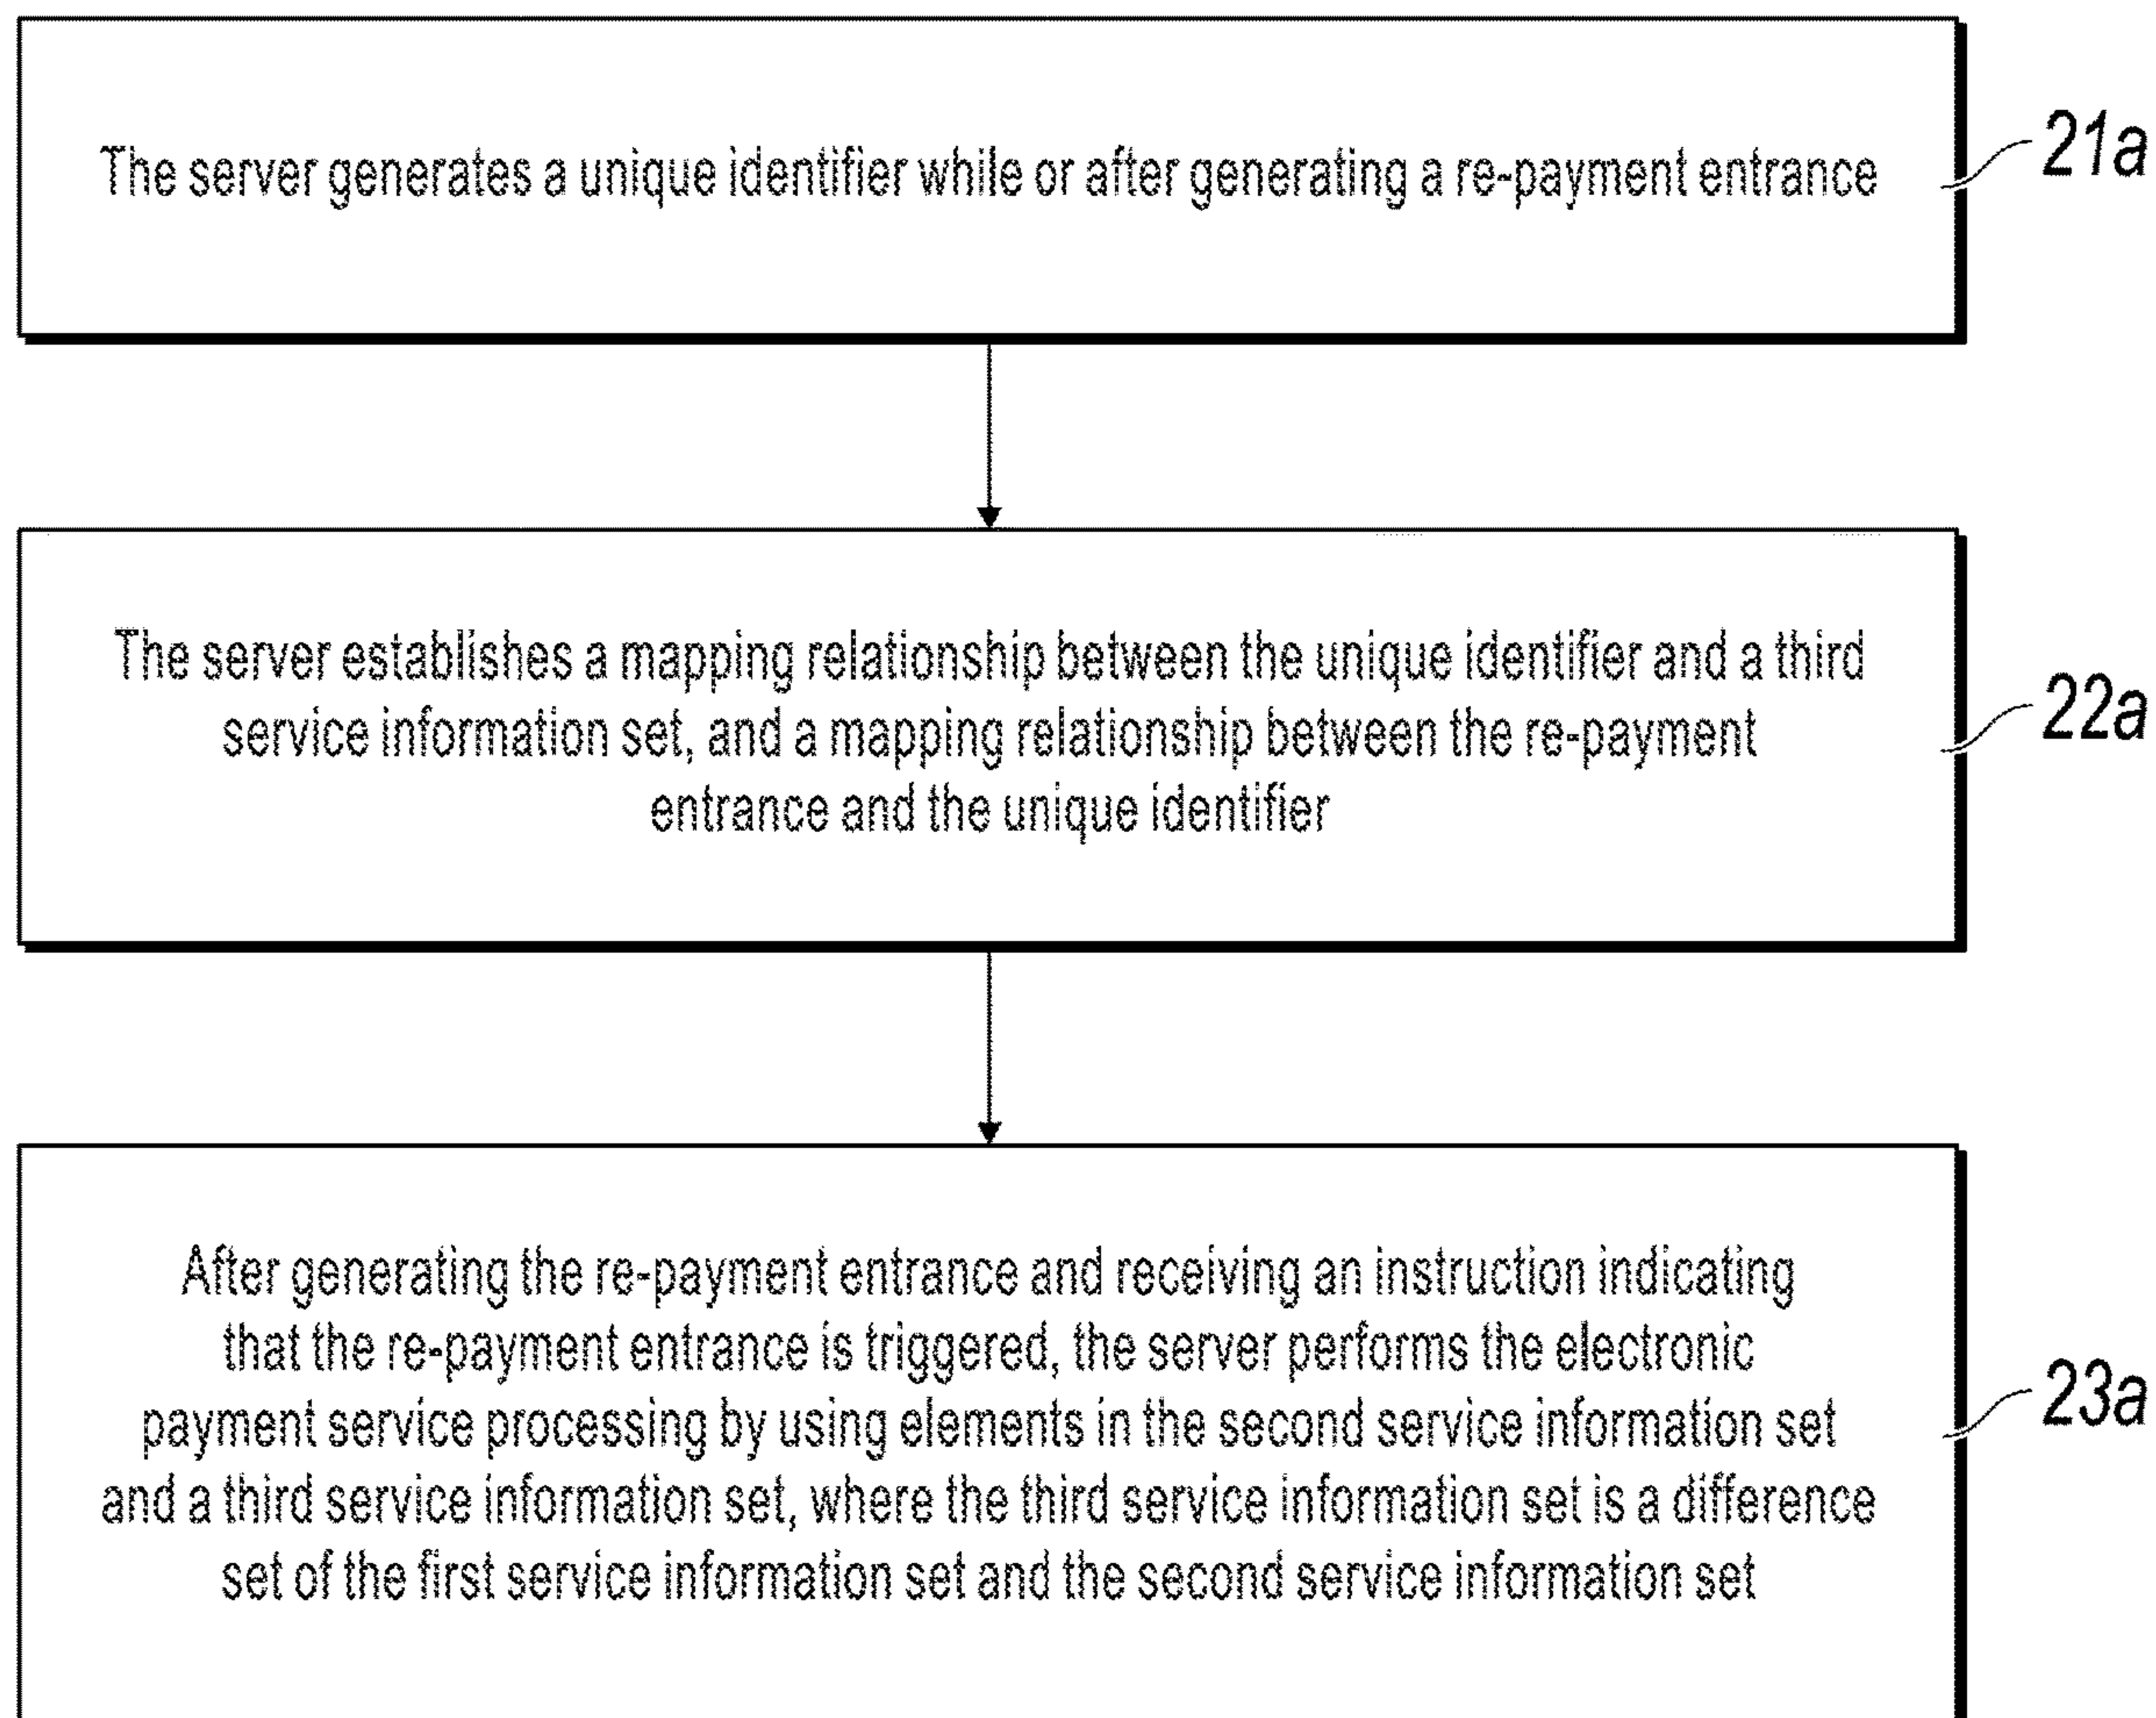 The server generates a unique identifier while or after generating a re-payment entrance
21a
The server establishes a mapping relationship between the unique identifier and a third
service information set, and a mapping relationship between the re-payment
entrance and the unique identifier
22a
After generating the re-payment entrance and receiving an instruction indicating
that the re-payment entrance is triggered, the server performs the electronic
payment service processing by using elements in the second service information set
and a third service information set, where the third service information set is a difference
set of the first service information set and the second service information set
23a